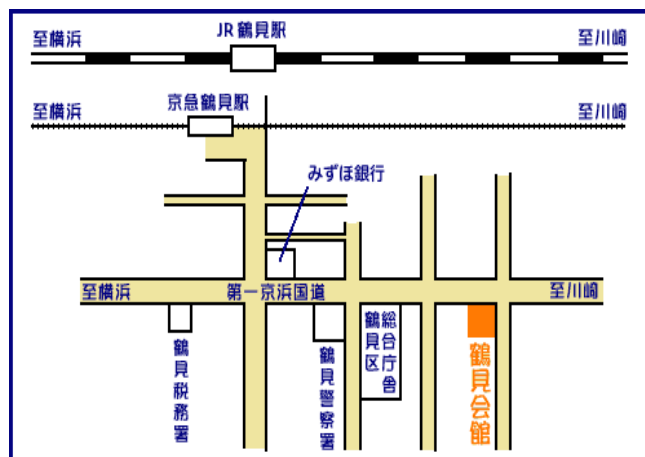 JR鶴見駅
至横浜
至川崎
京急鶴見駅
至横浜
至川崎
みずほ銀行
至横浜
第一京浜国道
至川崎
鶴見税務署
鶴見警察署
鶴見区
総合庁舎
鶴見会館